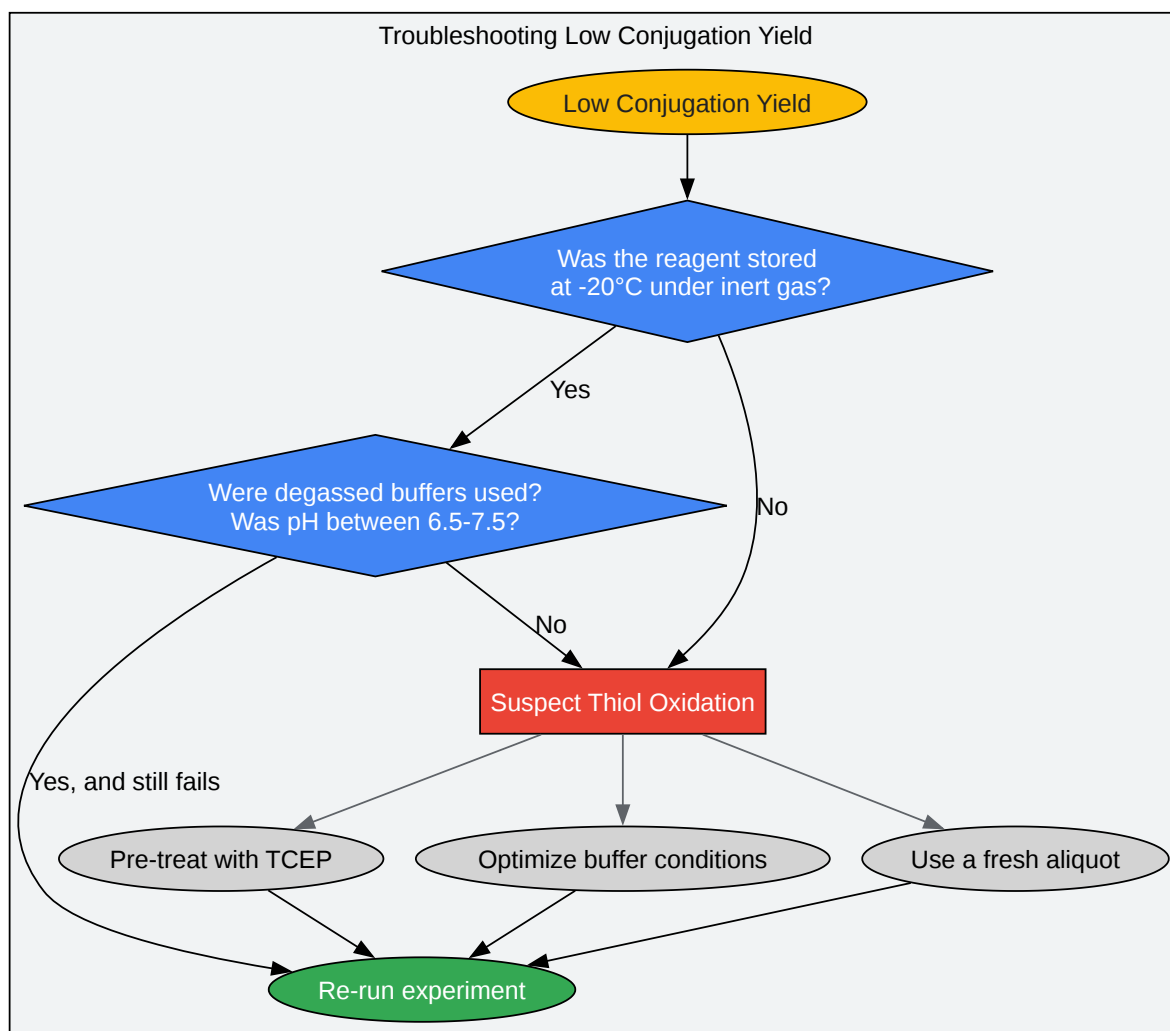 Troubleshooting Low Conjugation Yield
Low Conjugation Yield
Was the reagent stored
at -20°C under inert gas?
Yes
Were degassed buffers used?
Was pH between 6.5-7.5?
No
No
Suspect Thiol Oxidation
Yes, and still fails
Pre-treat with TCEP
Optimize buffer conditions
Use a fresh aliquot
Re-run experiment